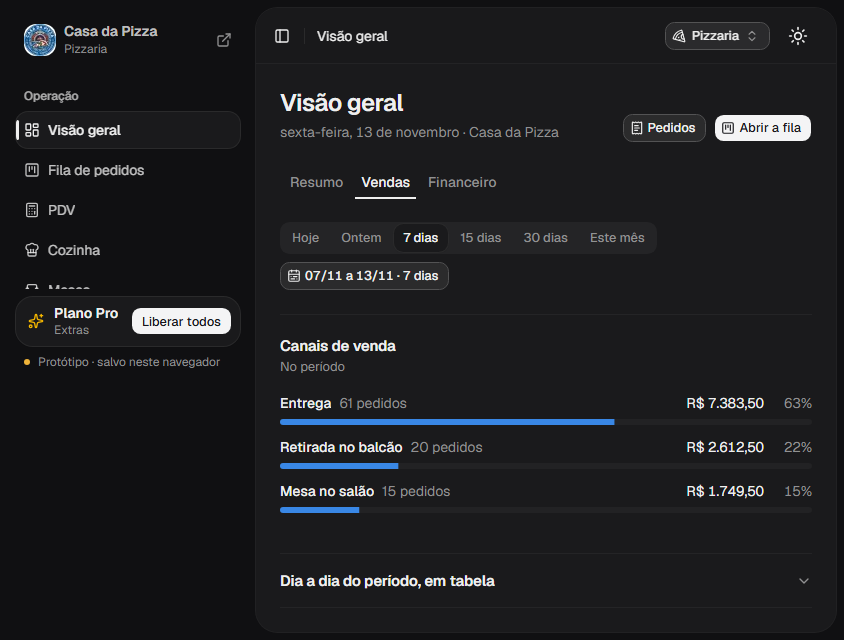 Casa da Pizza
Pizzaria
Operação
Visão geral
Fila de pedidos
PDV
Cozinha
Mesas
Plano Pro
Extras
Liberar todos
Protótipo · salvo neste navegador
Visão geral
Pizzaria
Visão geral
sexta-feira, 13 de novembro · Casa da Pizza
Pedidos
Abrir a fila
Resumo Vendas Financeiro
Hoje Ontem 7 dias 15 dias 30 dias Este mês
07/11 a 13/11 · 7 dias
Canais de venda
No período
Entrega 61 pedidos R$ 7.383,50 63%
Retirada no balcão 20 pedidos R$ 2.612,50 22%
Mesa no salão 15 pedidos R$ 1.749,50 15%
Dia a dia do período, em tabela